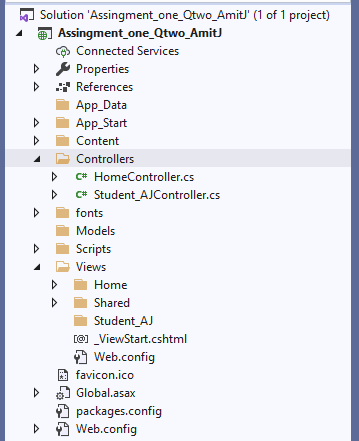 Solution 'Assingment_one_Qtwo_AmitJ' (1 of 1 project)
Assingment_one_Qtwo_AmitJ
Connected Services
Properties
References
App_Data
App_Start
Content
Controllers
C# HomeController.cs
C# Student_AJController.cs
fonts
Models
Scripts
Views
Home
Shared
Student_AJ
[@] _ViewStart.cshtml
Web.config
favicon.ico
Global.asax
packages.config
Web.config